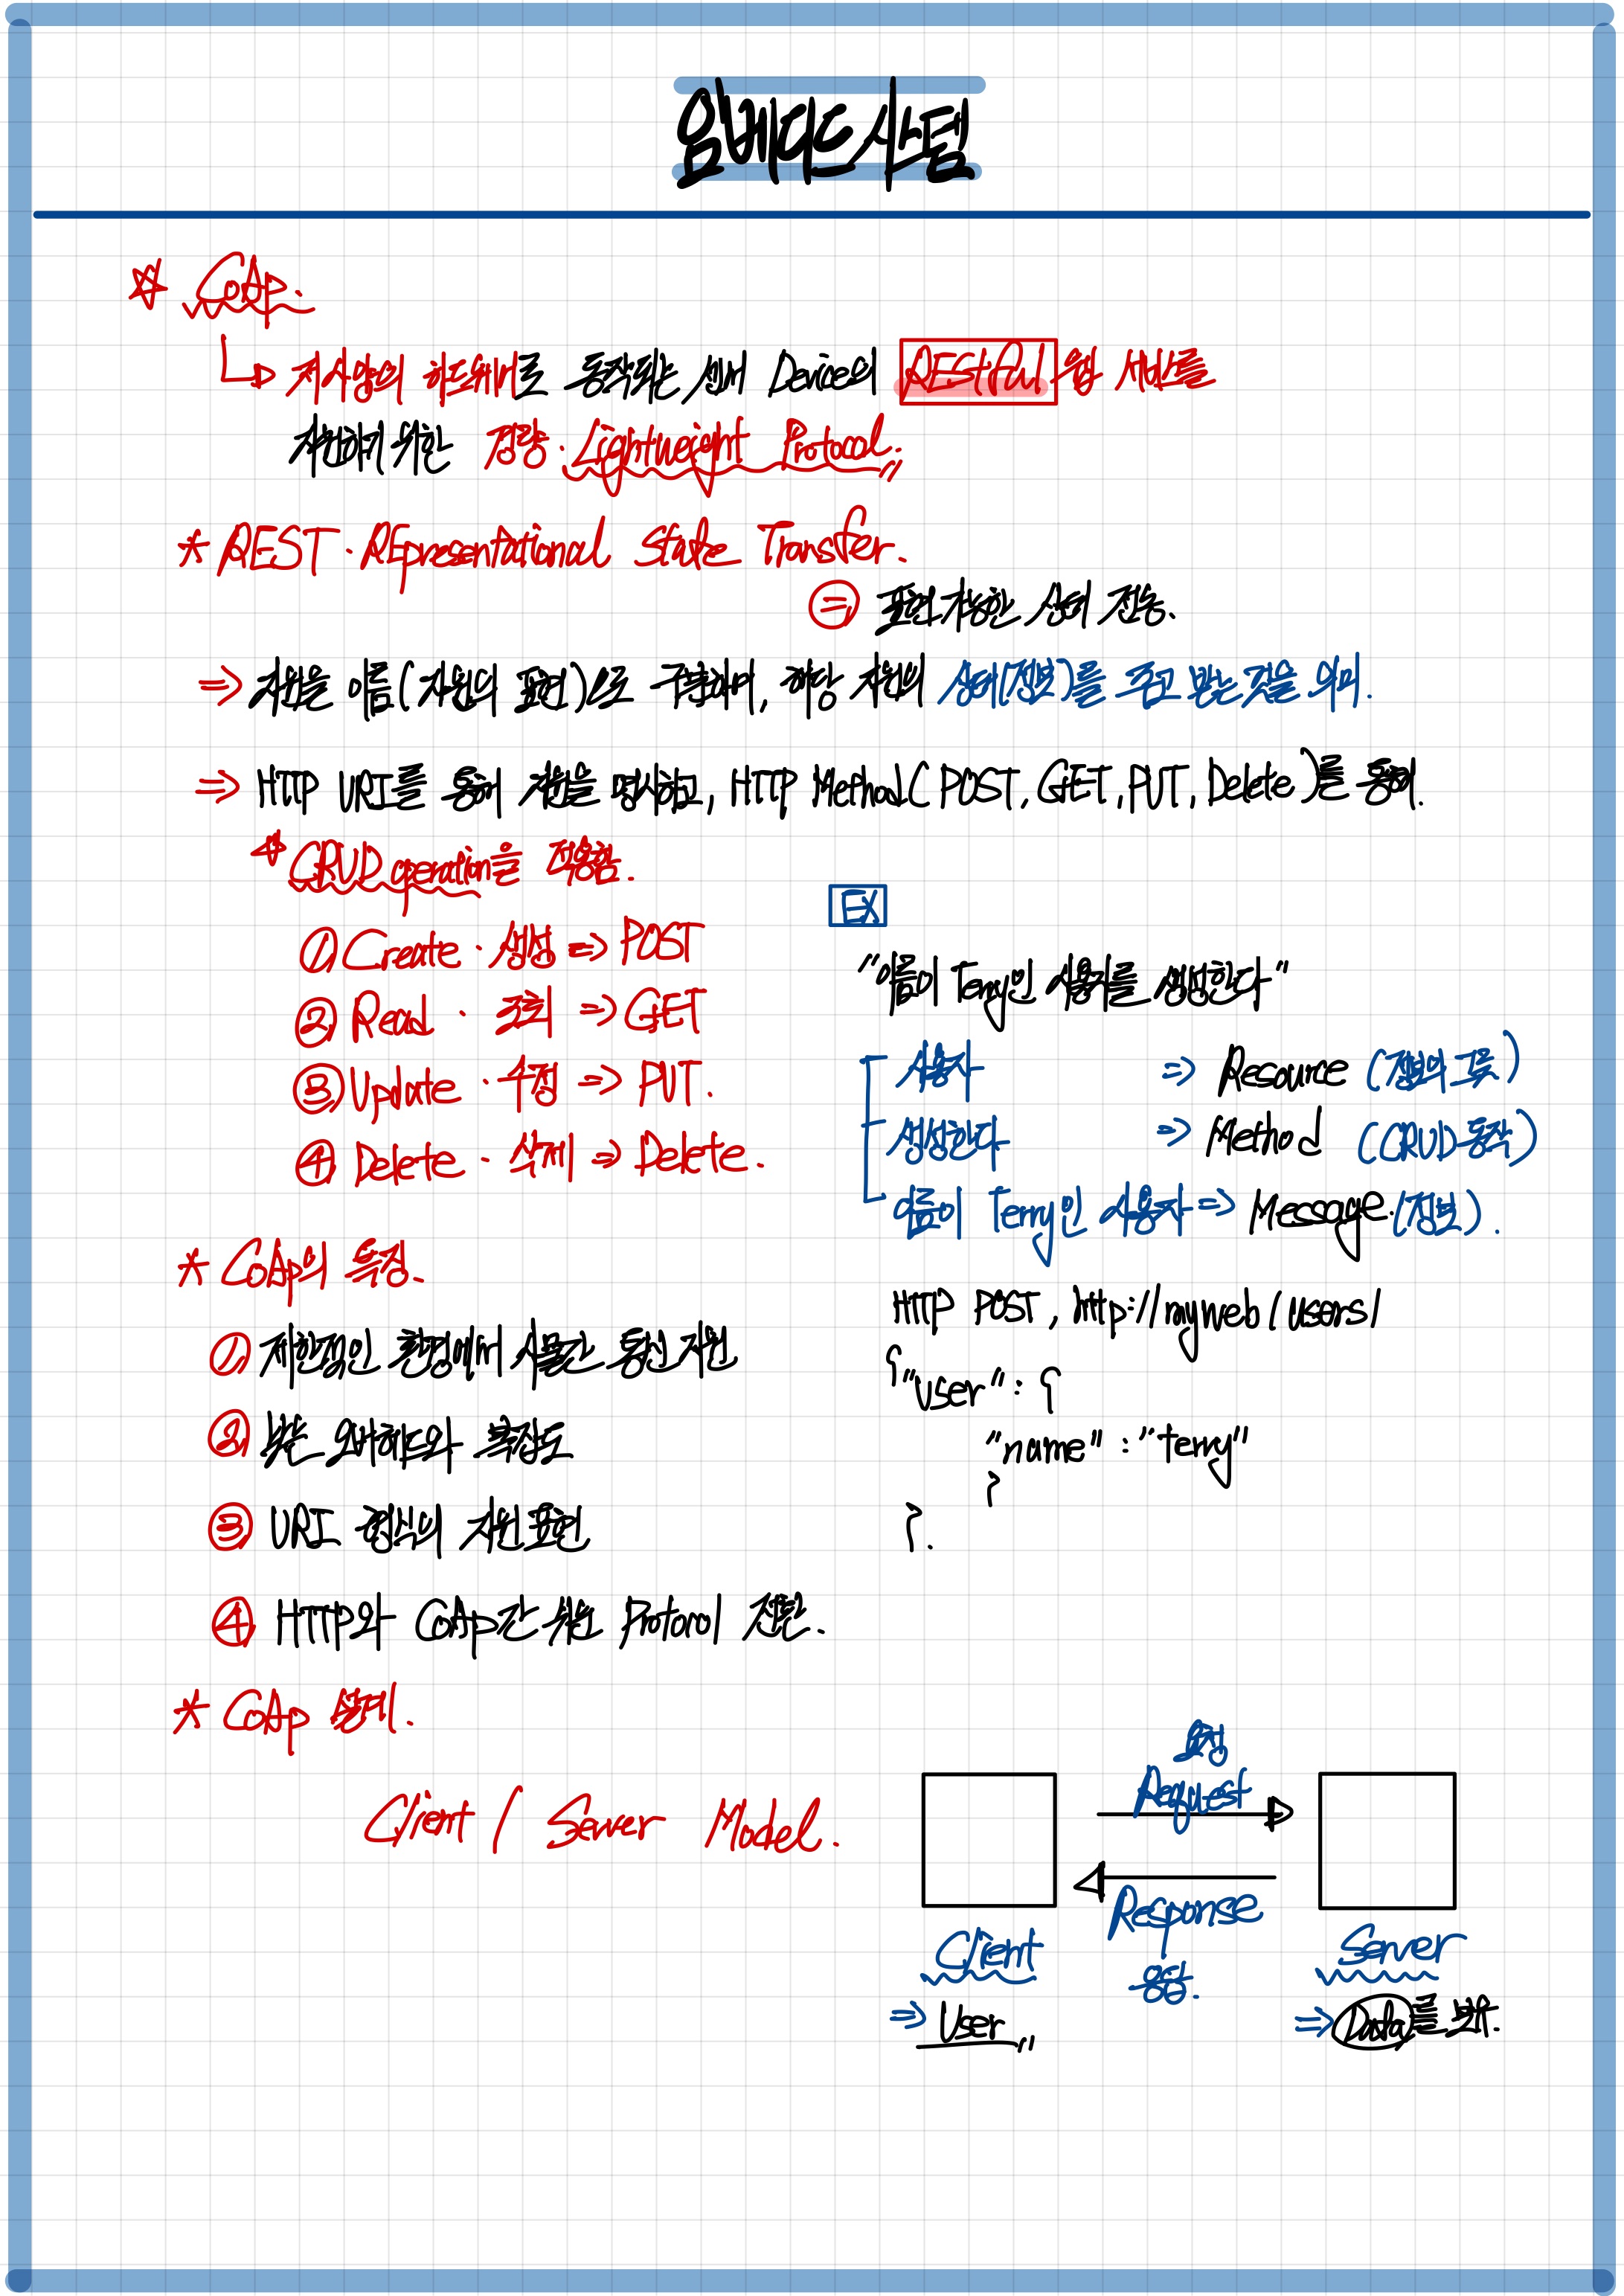 임베디드 시스템
☆ CoAp.
↳ 저사양의 하드웨어로 동작되는 센서 Device의 RESTful 웹 서비스를
지원하기 위한 경량 · Lightweight Protocol.
* REST · REpresentational State Transfer.
= 표현 가능한 상태 전송.
⇒ 자원을 이름(자원의 표현)으로 구분하며, 해당 자원의 상태(정보)를 주고 받는 것을 의미.
⇒ HTTP URI를 통해 자원을 명시하고, HTTP Method( POST, GET, PUT, Delete)를 통해.
☆ CRUD operation을 적용함.
① Create · 생성 ⇒ POST
② Read · 조회 ⇒ GET
③ Update · 수정 ⇒ PUT.
④ Delete · 삭제 ⇒ Delete.
EX
"이름이 Terry인 사용자를 생성한다"
사용자 ⇒ Resource (정보의 그릇)
생성한다 ⇒ Method (CRUD 동작)
이름이 Terry인 사용자 ⇒ Message (정보).
HTTP POST, http://myweb/users/
{"user": {
"name" : "terry"
}
}.
* CoAp의 특징.
① 제한적인 환경에서 사물간 통신 지원
② 낮은 오버헤드와 복잡도
③ URI 형식의 자원 표현
④ HTTP와 CoAp간 쉬운 Protocol 전환.
* CoAp 설계.
Client / Server Model.
요청
Request
Response
응답.
Client
⇒ User
Server
⇒ Data를 보유.